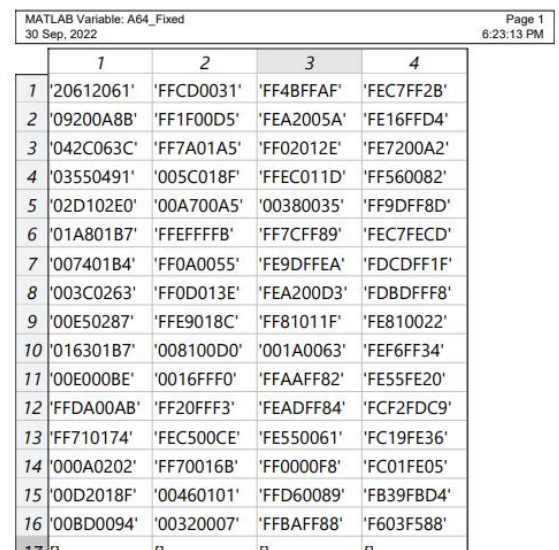 MATLAB Variable: A64_Fixed Page 1
30 Sep, 2022 6:23:13 PM
1 2 3 4
1 '20612061' 'FFCD0031' 'FF4BFFAF' 'FEC7FF2B'
2 '09200A8B' 'FF1F00D5' 'FEA2005A' 'FE16FFD4'
3 '042C063C' 'FF7A01A5' 'FF02012E' 'FE7200A2'
4 '03550491' '005C018F' 'FFEC011D' 'FF560082'
5 '02D102E0' '00A700A5' '00380035' 'FF9DFF8D'
6 '01A801B7' 'FFEFFFFB' 'FF7CFF89' 'FEC7FECD'
7 '007401B4' 'FF0A0055' 'FE9DFFEA' 'FDCDFF1F'
8 '003C0263' 'FF0D013E' 'FEA200D3' 'FDBDFFF8'
9 '00E50287' 'FFE9018C' 'FF81011F' 'FE810022'
10 '016301B7' '008100D0' '001A0063' 'FEF6FF34'
11 '00E000BE' '0016FFF0' 'FFAAFF82' 'FE55FE20'
12 'FFDA00AB' 'FF20FFF3' 'FEADFF84' 'FCF2FDC9'
13 'FF710174' 'FEC500CE' 'FE550061' 'FC19FE36'
14 '000A0202' 'FF70016B' 'FF0000F8' 'FC01FE05'
15 '00D2018F' '00460101' 'FFD60089' 'FB39FBD4'
16 '00BD0094' '00320007' 'FFBAFF88' 'F603F588'
17 [] [] [] []